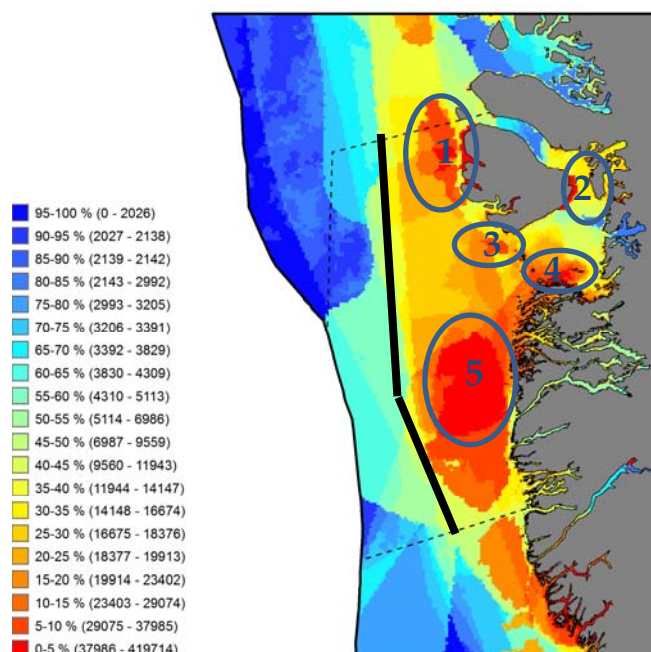 1
2
3
4
5
95-100 % (0 - 2026)
90-95 % (2027 - 2138)
85-90 % (2139 - 2142)
80-85 % (2143 - 2992)
75-80 % (2993 - 3205)
70-75 % (3206 - 3391)
65-70 % (3392 - 3829)
60-65 % (3830 - 4309)
55-60 % (4310 - 5113)
50-55 % (5114 - 6986)
45-50 % (6987 - 9559)
40-45 % (9560 - 11943)
35-40 % (11944 - 14147)
30-35 % (14148 - 16674)
25-30 % (16675 - 18376)
20-25 % (18377 - 19913)
15-20 % (19914 - 23402)
10-15 % (23403 - 29074)
5-10 % (29075 - 37985)
0-5 % (37986 - 419714)